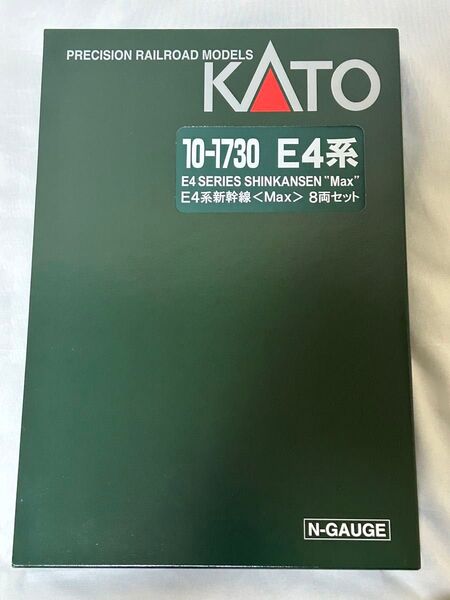 PRECISION RAILROAD MODELS
KATO
10-1730 E4系
E4 SERIES SHINKANSEN "Max"
E4系新幹線<Max> 8両セット
N-GAUGE